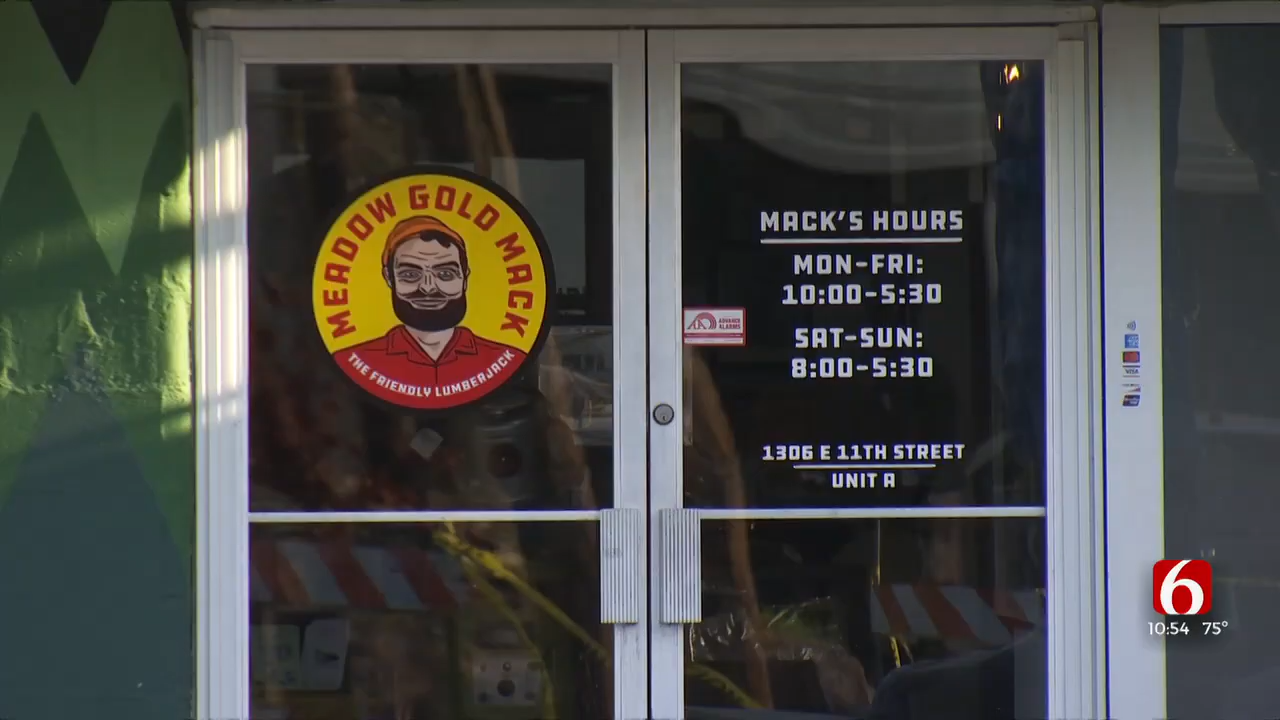 MEADOW GOLD MACK
THE FRIENDLY LUMBERJACK
MACK'S HOURS
MON-FRI:
10:00-5:30
SAT-SUN:
8:00-5:30
ADVANCE
ALARMS
1306 E 11TH STREET
UNIT A
VISA
6
10:54 75°